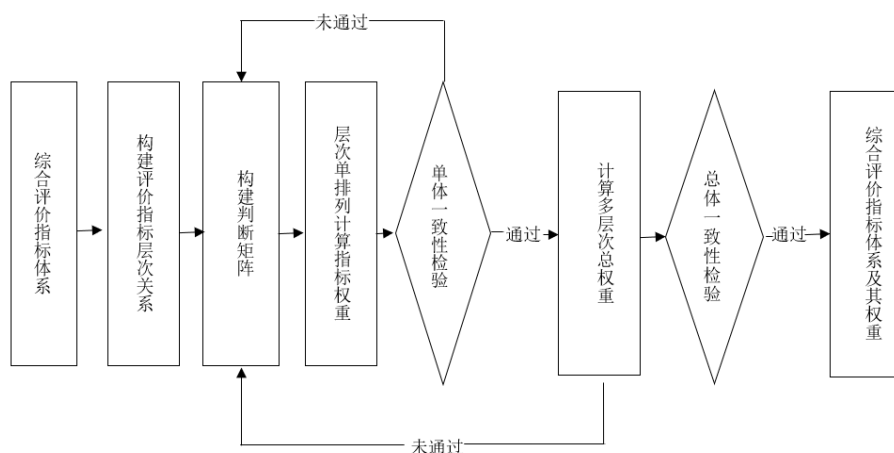 未通过
综合评价指标体系
构建评价指标层次关系
构建判断矩阵
层次单排列计算指标权重
单体一致性检验
通过
计算多层次总权重
总体一致性检验
通过
综合评价指标体系及其权重
未通过